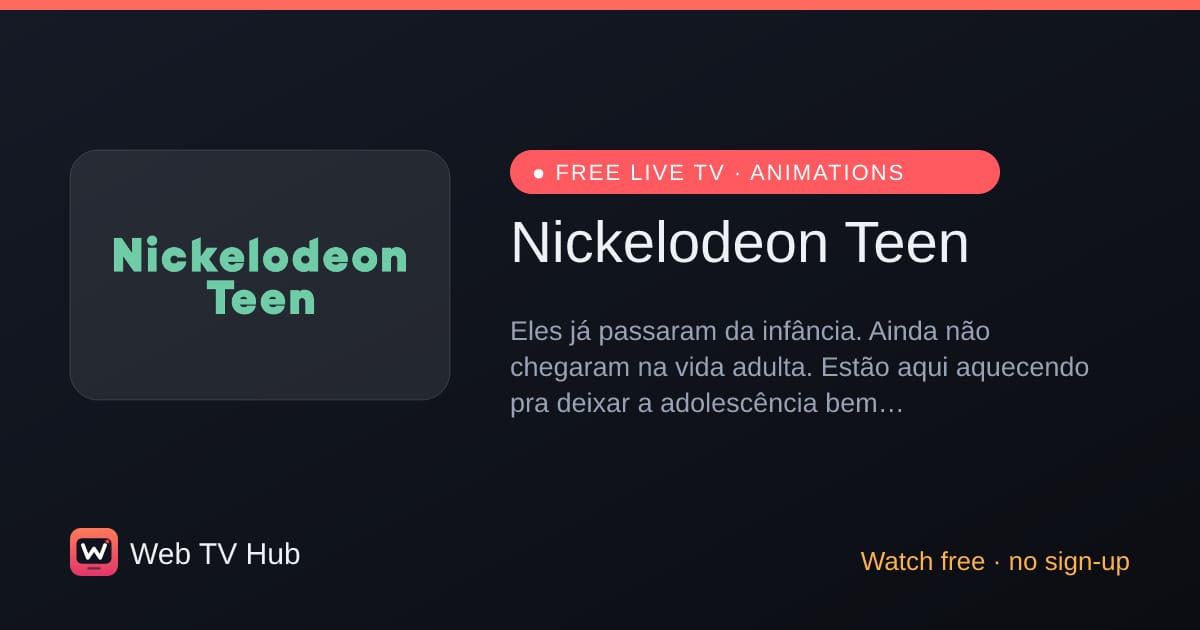 Nickelodeon
Teen
● FREE LIVE TV · ANIMATIONS
Nickelodeon Teen
Eles já passaram da infância. Ainda não
chegaram na vida adulta. Estão aqui aquecendo
pra deixar a adolescência bem…
W
Web TV Hub
Watch free · no sign-up